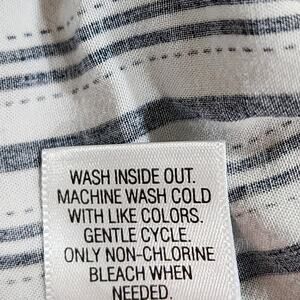 WASH INSIDE OUT.
MACHINE WASH COLD
WITH LIKE COLORS.
GENTLE CYCLE.
ONLY NON-CHLORINE
BLEACH WHEN
NEEDED.